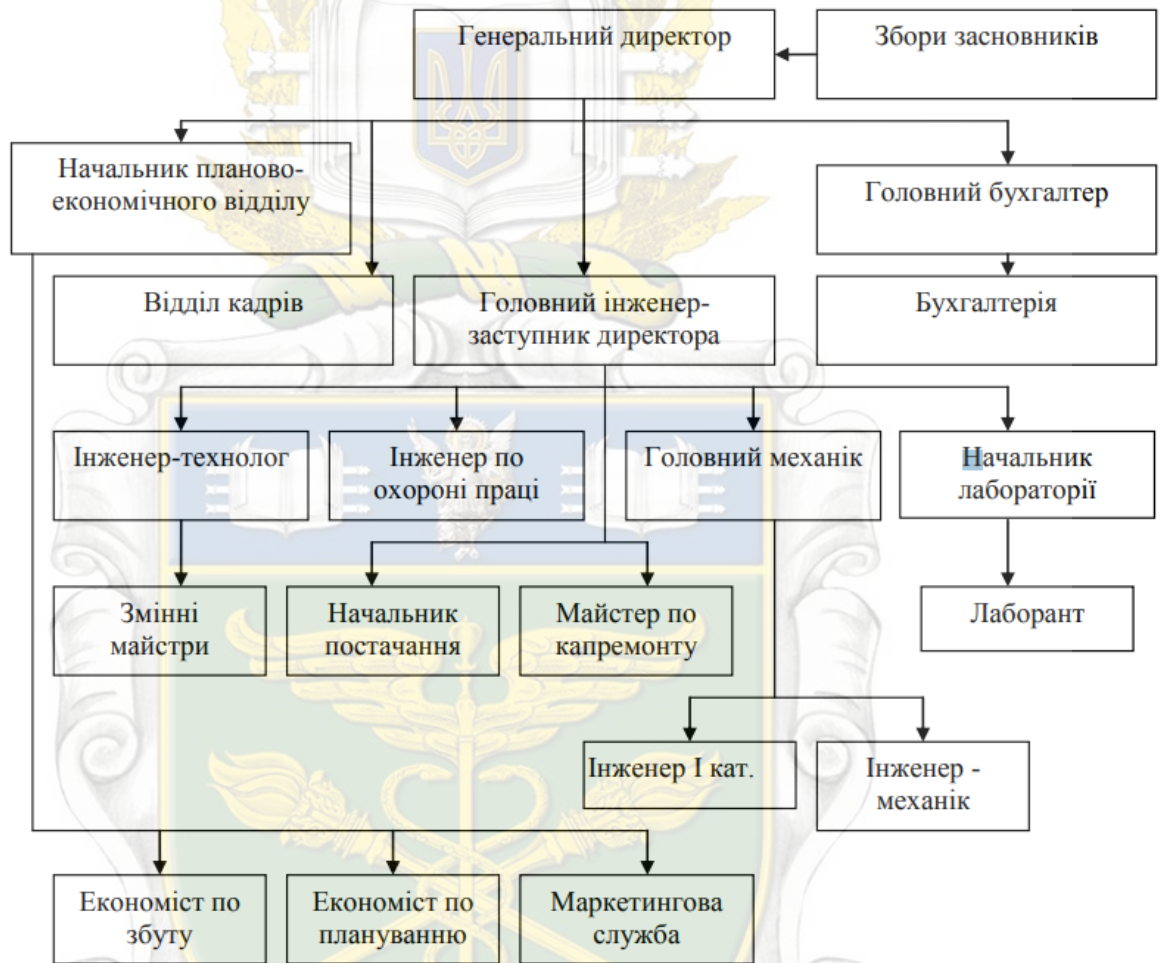 Генеральний директор
Збори засновників
Начальник планово-
економічного відділу
Головний бухгалтер
Відділ кадрів
Головний інженер-
заступник директора
Бухгалтерія
Інженер-технолог
Інженер по
охороні праці
Головний механік
Начальник
лабораторії
Змінні
майстри
Начальник
постачання
Майстер по
капремонту
Лаборант
Інженер І кат.
Інженер -
механік
Економіст по
збуту
Економіст по
плануванню
Маркетингова
служба